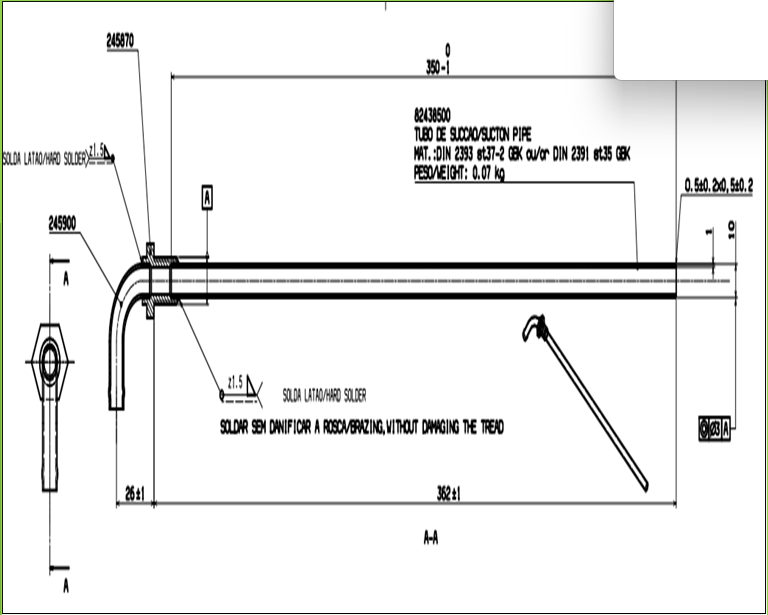 245870
0
350-1
82438500
TUBO DE SUCCAO/SUCTON PIPE
MAT.:DIN 2393 st37-2 GBK ou/or DIN 2391 st35 GBK
PESO/WEIGHT: 0.07 kg
SOLDA LATAO/HARD SOLDER
z1.5
0.5±0.2x0,5±0.2
A
245900
1
10
A
z1.5
SOLDA LATAO/HARD SOLDER
SOLDAR SEM DANIFICAR A ROSCA/BRAZING,WITHOUT DAMAGING THE TREAD
Ø3 A
26±1
362±1
A-A
A